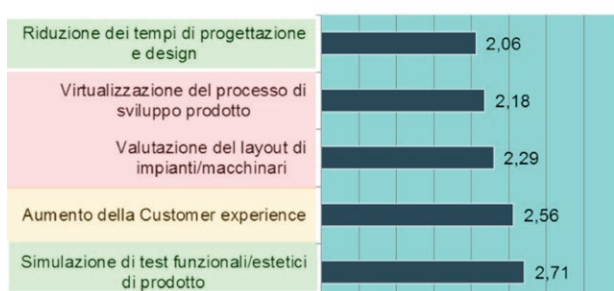 Riduzione dei tempi di progettazione
e design
2,06
Virtualizzazione del processo di
sviluppo prodotto
2,18
Valutazione del layout di
impianti/macchinari
2,29
Aumento della Customer experience
2,56
Simulazione di test funzionali/estetici
di prodotto
2,71